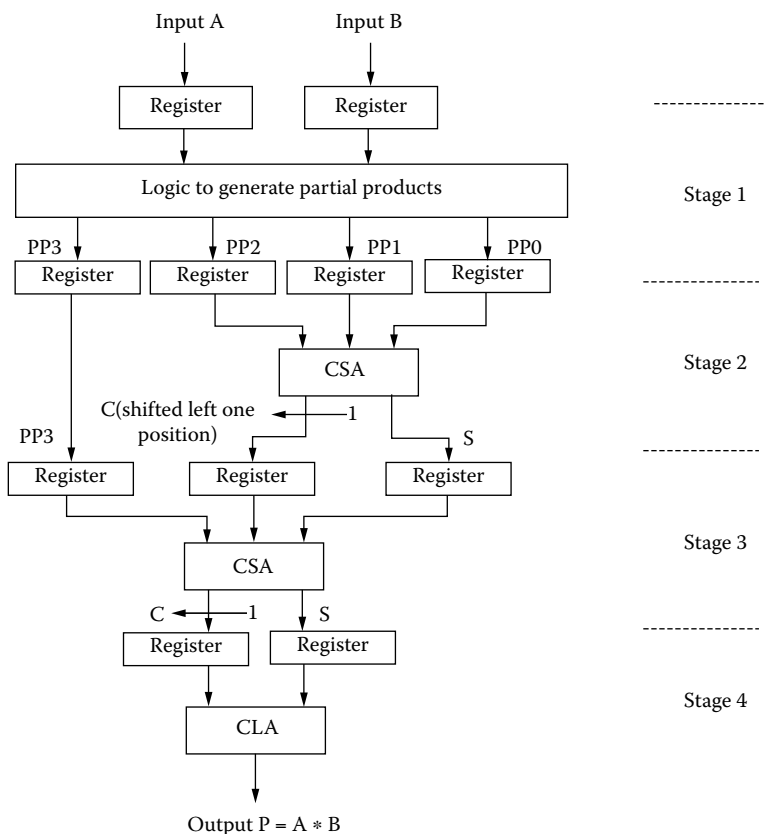 Input A
Input B
Register
Register
Logic to generate partial products
Stage 1
PP3
PP2
PP1
PP0
Register
Register
Register
Register
CSA
Stage 2
C(shifted left one
position)
1
PP3
S
Register
Register
Register
CSA
Stage 3
C
1
S
Register
Register
CLA
Stage 4
Output P = A * B